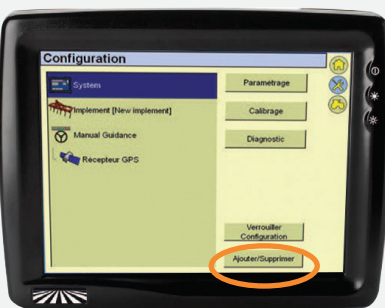 Configuration
System
Paramétrage
Implement [New implement]
Calibrage
Manual Guidance
Diagnostic
Récepteur GPS
Verrouiller
Configuration
Ajouter/Supprimer